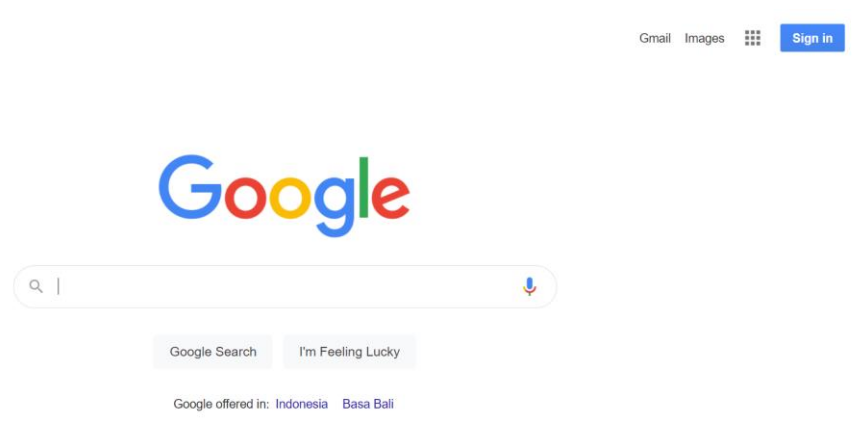 Gmail Images Sign in
Google
Google Search I'm Feeling Lucky
Google offered in: Indonesia Basa Bali